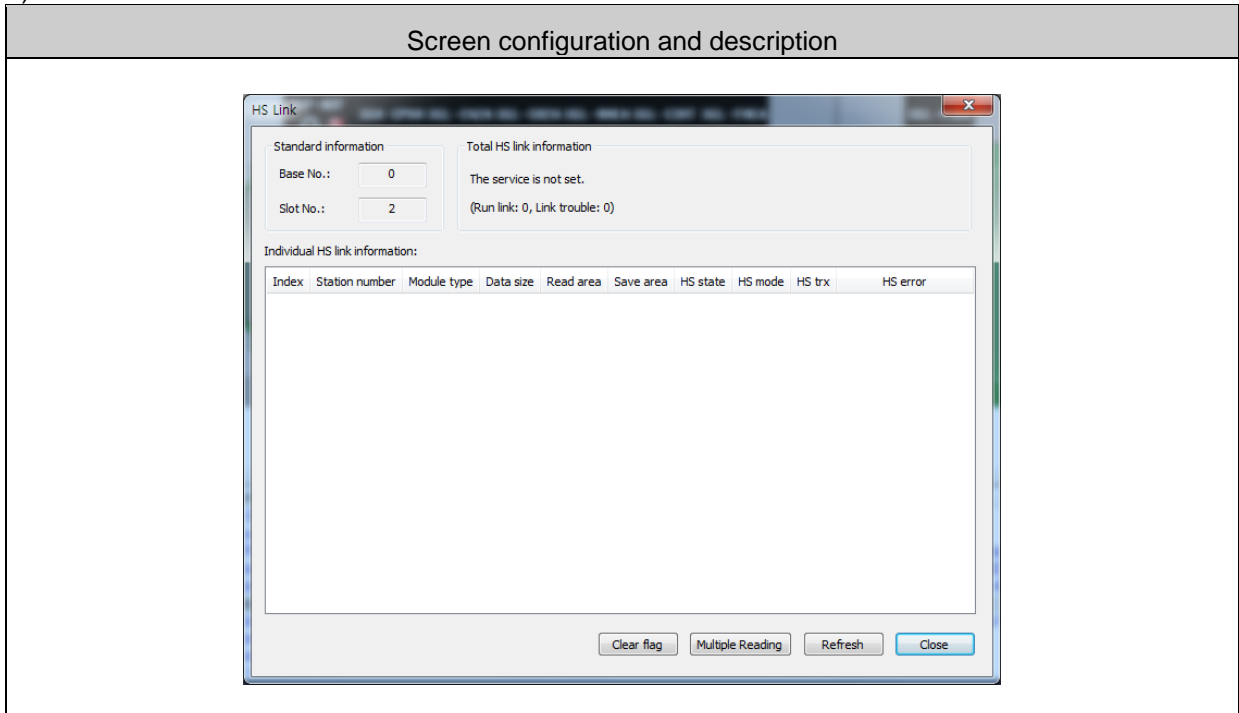 Screen configuration and description
HS Link
Standard information
Base No.: 0
Slot No.: 2
Total HS link information
The service is not set.
(Run link: 0, Link trouble: 0)
Individual HS link information:
Index Station number Module type Data size Read area Save area HS state HS mode HS trx HS error
Clear flag Multiple Reading Refresh Close